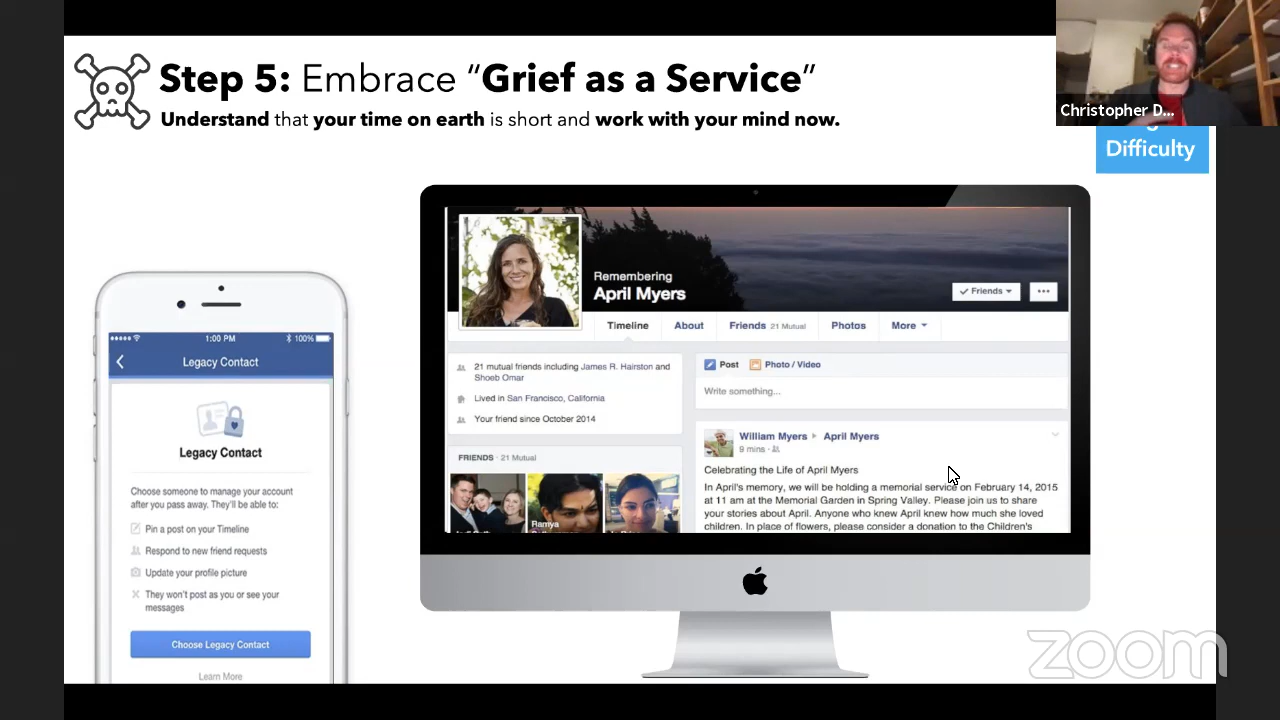 Step 5: Embrace “Grief as a Service”
Understand that your time on earth is short and work with your mind now.
Christopher D...
Difficulty
1:00 PM
100%
Legacy Contact
Legacy Contact
Choose someone to manage your account
after you pass away. They'll be able to:
Pin a post on your Timeline
Respond to new friend requests
Update your profile picture
They won't post as you or see your
messages
Choose Legacy Contact
Learn More
Remembering
April Myers
Friends
Timeline
About
Friends 21 Mutual
Photos
More
21 mutual friends including James R. Hairston and
Shoeb Omar
Lived in San Francisco, California
Your friend since October 2014
FRIENDS · 21 Mutual
Ramya
Post
Photo / Video
Write something...
William Myers ▸ April Myers
9 mins ·
Celebrating the Life of April Myers
In April's memory, we will be holding a memorial service on February 14, 2015
at 11 am at the Memorial Garden in Spring Valley. Please join us to share
your stories about April. Anyone who knew April knew how much she loved
children. In place of flowers, please consider a donation to the Children's
zoom